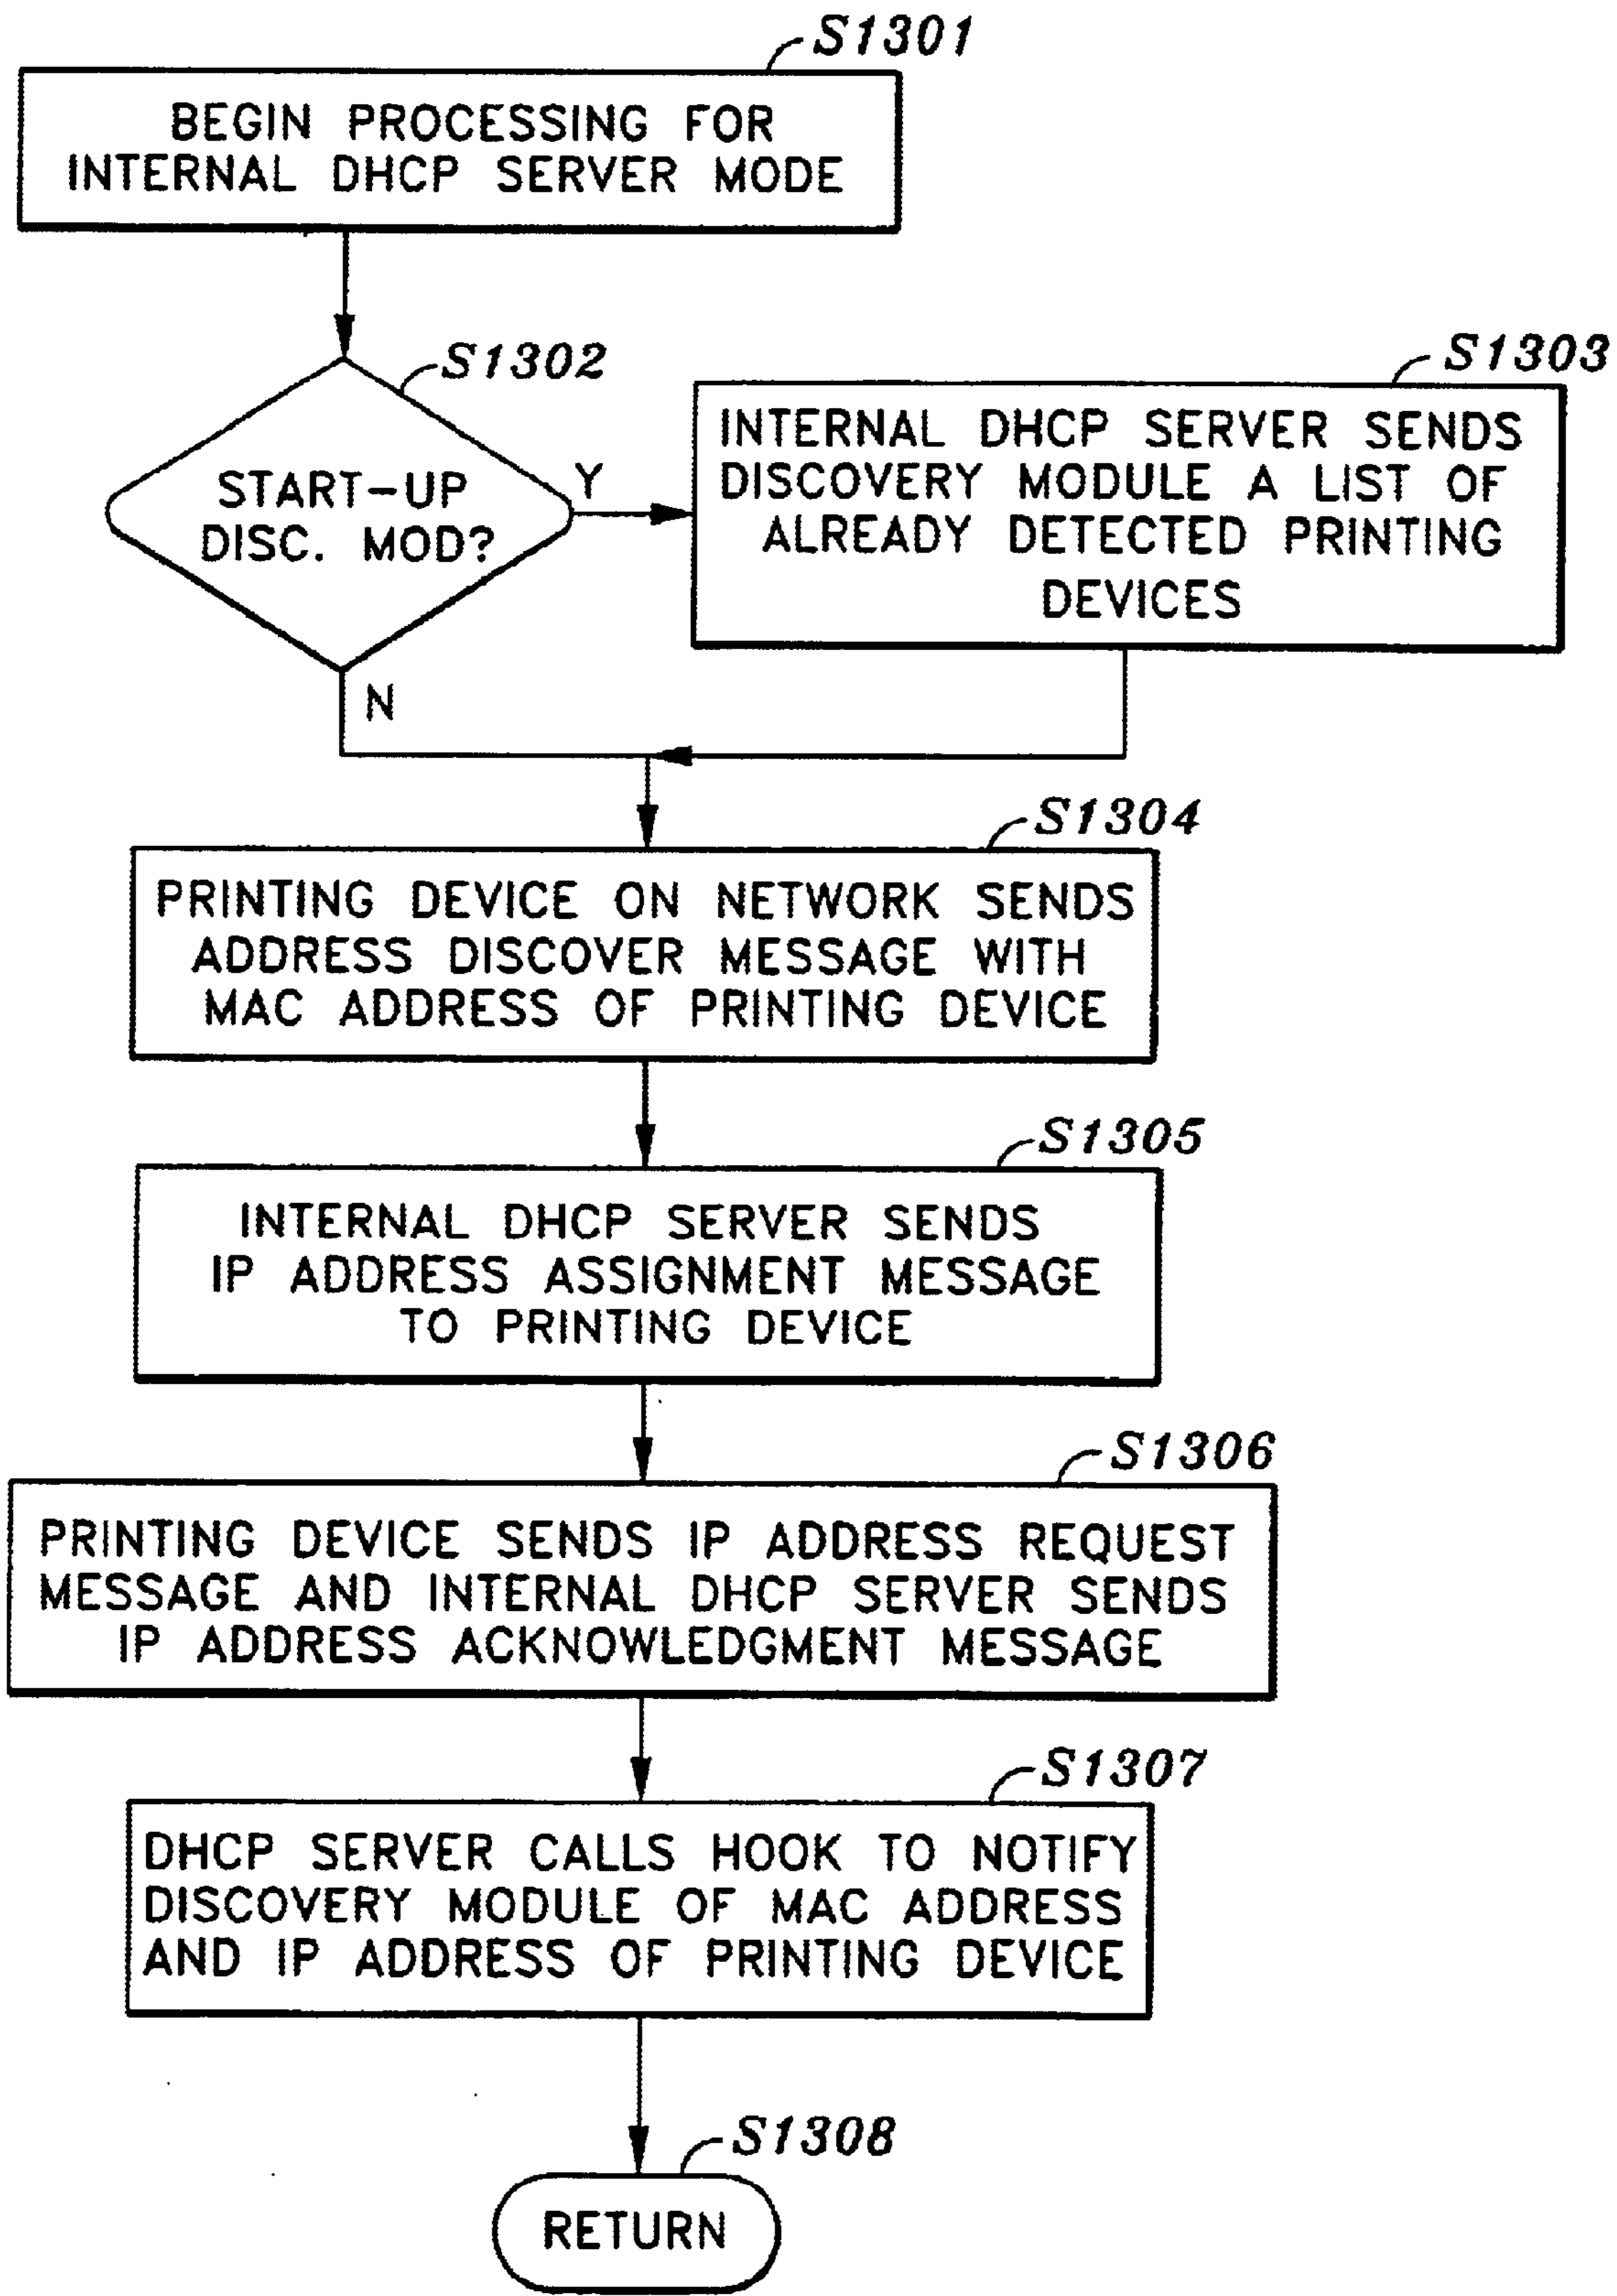 S1301
BEGIN PROCESSING FOR
INTERNAL DHCP SERVER MODE
S1302
START-UP
DISC. MOD?
Y
N
S1303
INTERNAL DHCP SERVER SENDS
DISCOVERY MODULE A LIST OF
ALREADY DETECTED PRINTING
DEVICES
S1304
PRINTING DEVICE ON NETWORK SENDS
ADDRESS DISCOVER MESSAGE WITH
MAC ADDRESS OF PRINTING DEVICE
S1305
INTERNAL DHCP SERVER SENDS
IP ADDRESS ASSIGNMENT MESSAGE
TO PRINTING DEVICE
S1306
PRINTING DEVICE SENDS IP ADDRESS REQUEST
MESSAGE AND INTERNAL DHCP SERVER SENDS
IP ADDRESS ACKNOWLEDGMENT MESSAGE
S1307
DHCP SERVER CALLS HOOK TO NOTIFY
DISCOVERY MODULE OF MAC ADDRESS
AND IP ADDRESS OF PRINTING DEVICE
S1308
RETURN